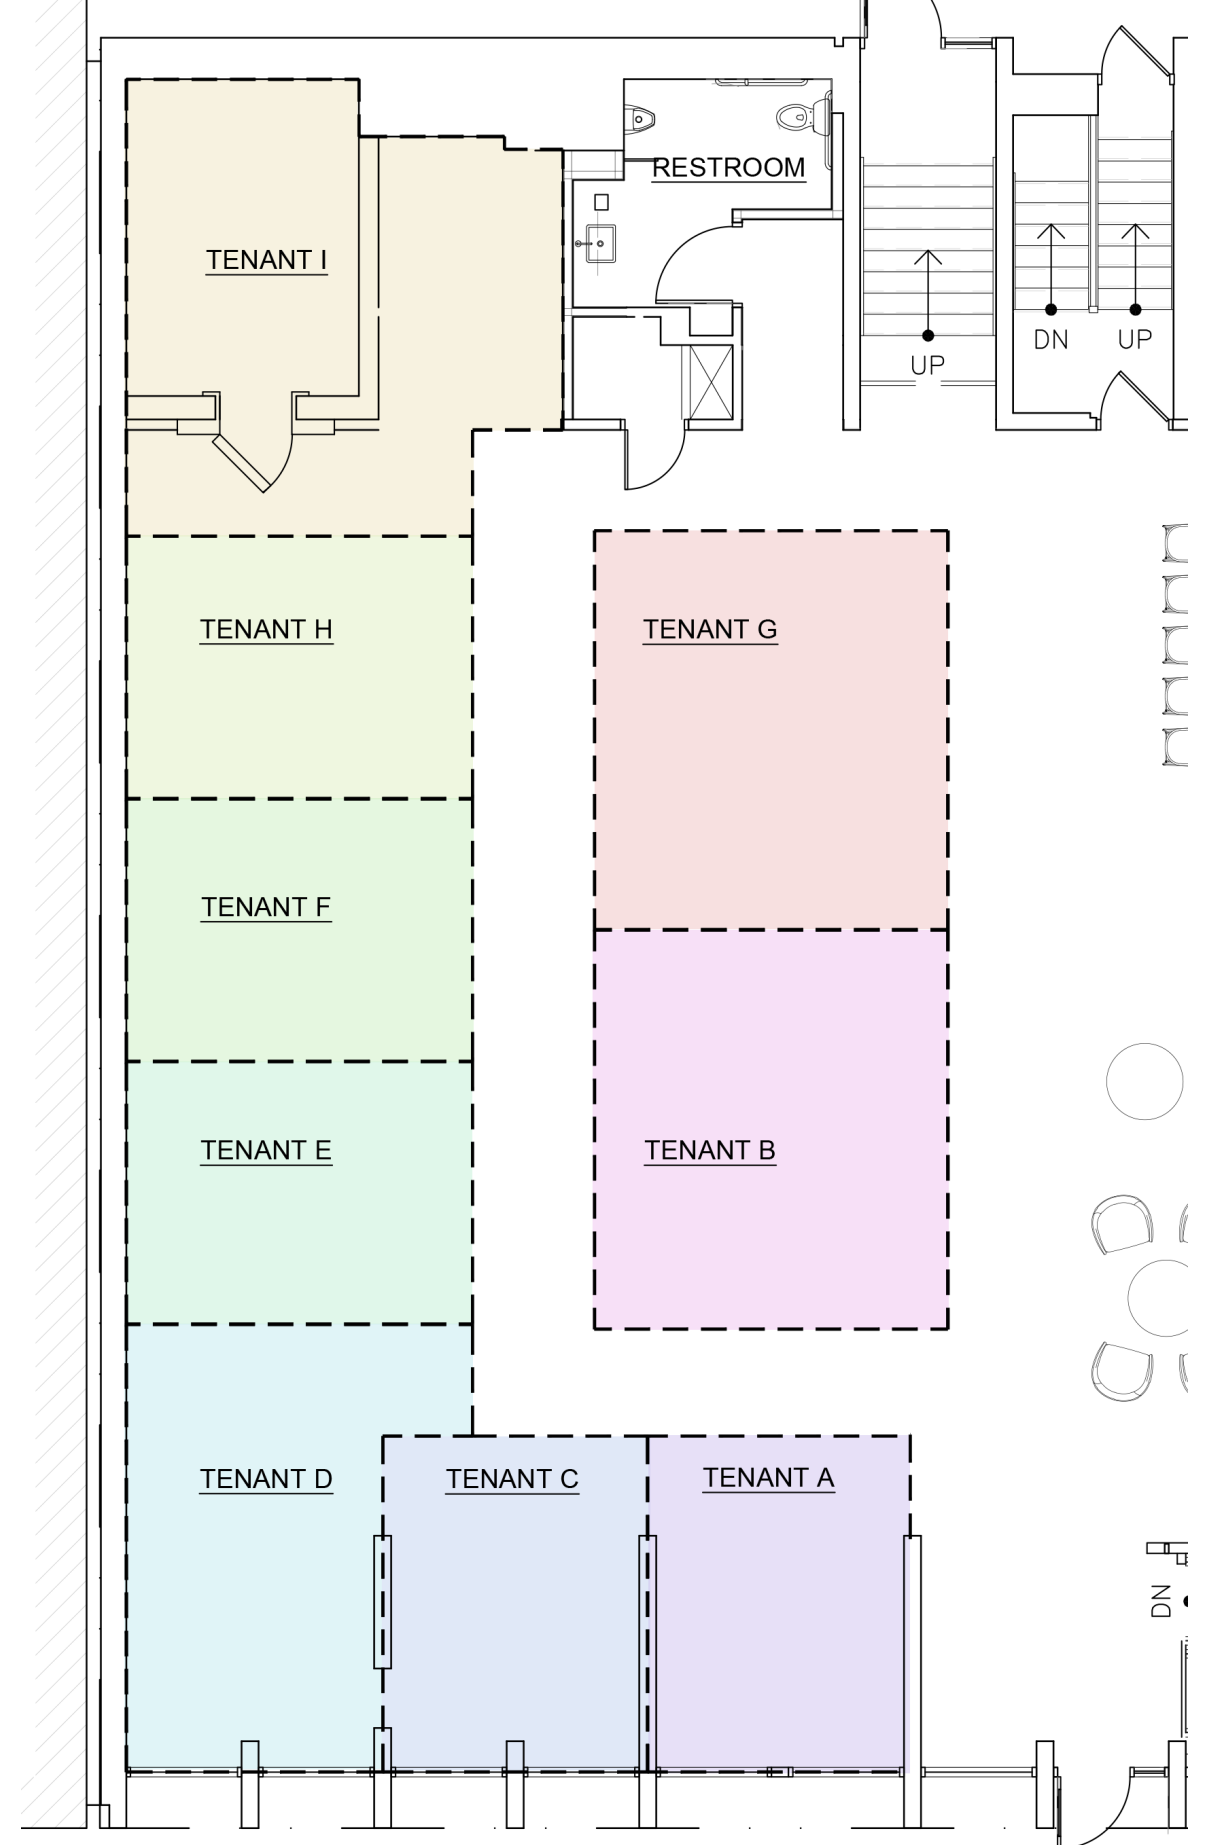 RESTROOM
TENANT I
DN
UP
UP
TENANT H
TENANT G
TENANT F
TENANT E
TENANT B
TENANT D
TENANT C
TENANT A
DN